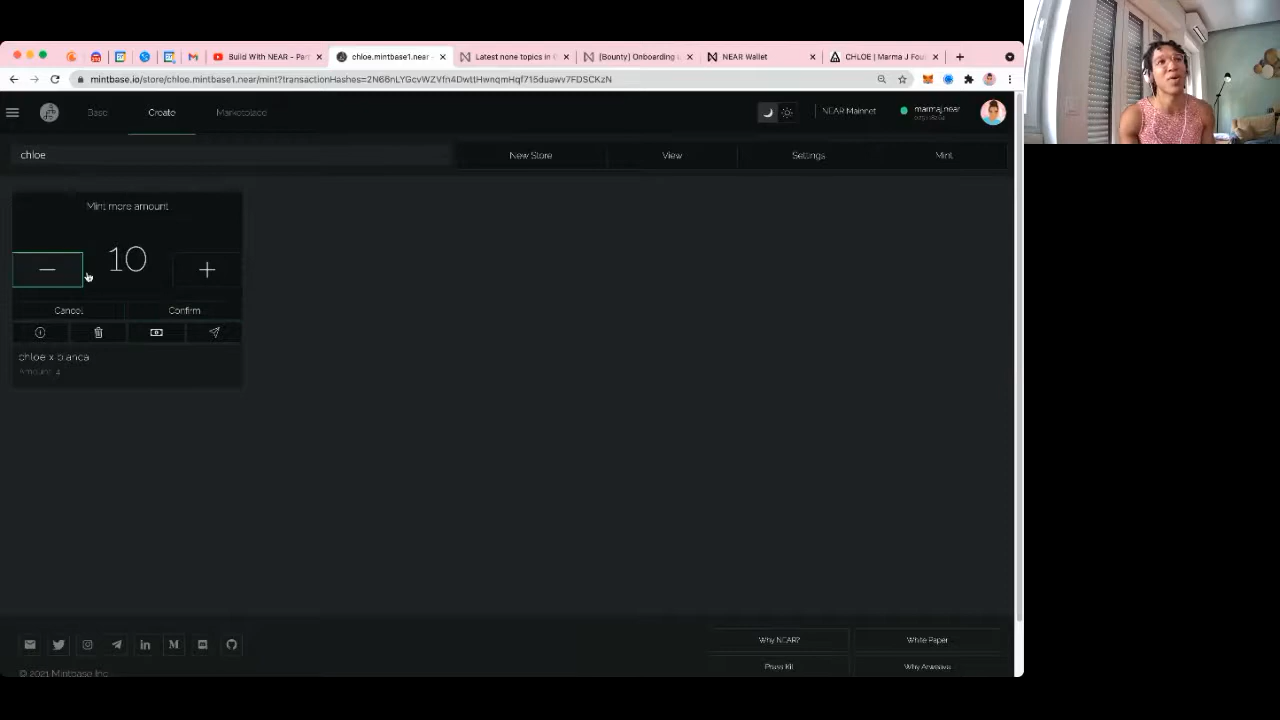 Build With NEAR - Par
chloe.mintbase1.near -
Latest none topics in
[Bounty] Onboarding
NEAR Wallet
CHLOE | Marma J Fou
mintbase.io/store/chloe.mintbase1.near/mint?transactionHashes=2N66nLYGcvWZVfn4DwtHwnqmHqf715duawv7FDSCKzN
Base
Create
Marketplace
NEAR Mainnet
marmaj.near
chloe
New Store
View
Settings
Mint
Mint more amount
10
Cancel
Confirm
chloe x bianca
Amount: 4
Why NEAR?
White Paper
© 2021 Mintbase Inc.
Press Kit
Why Arweave